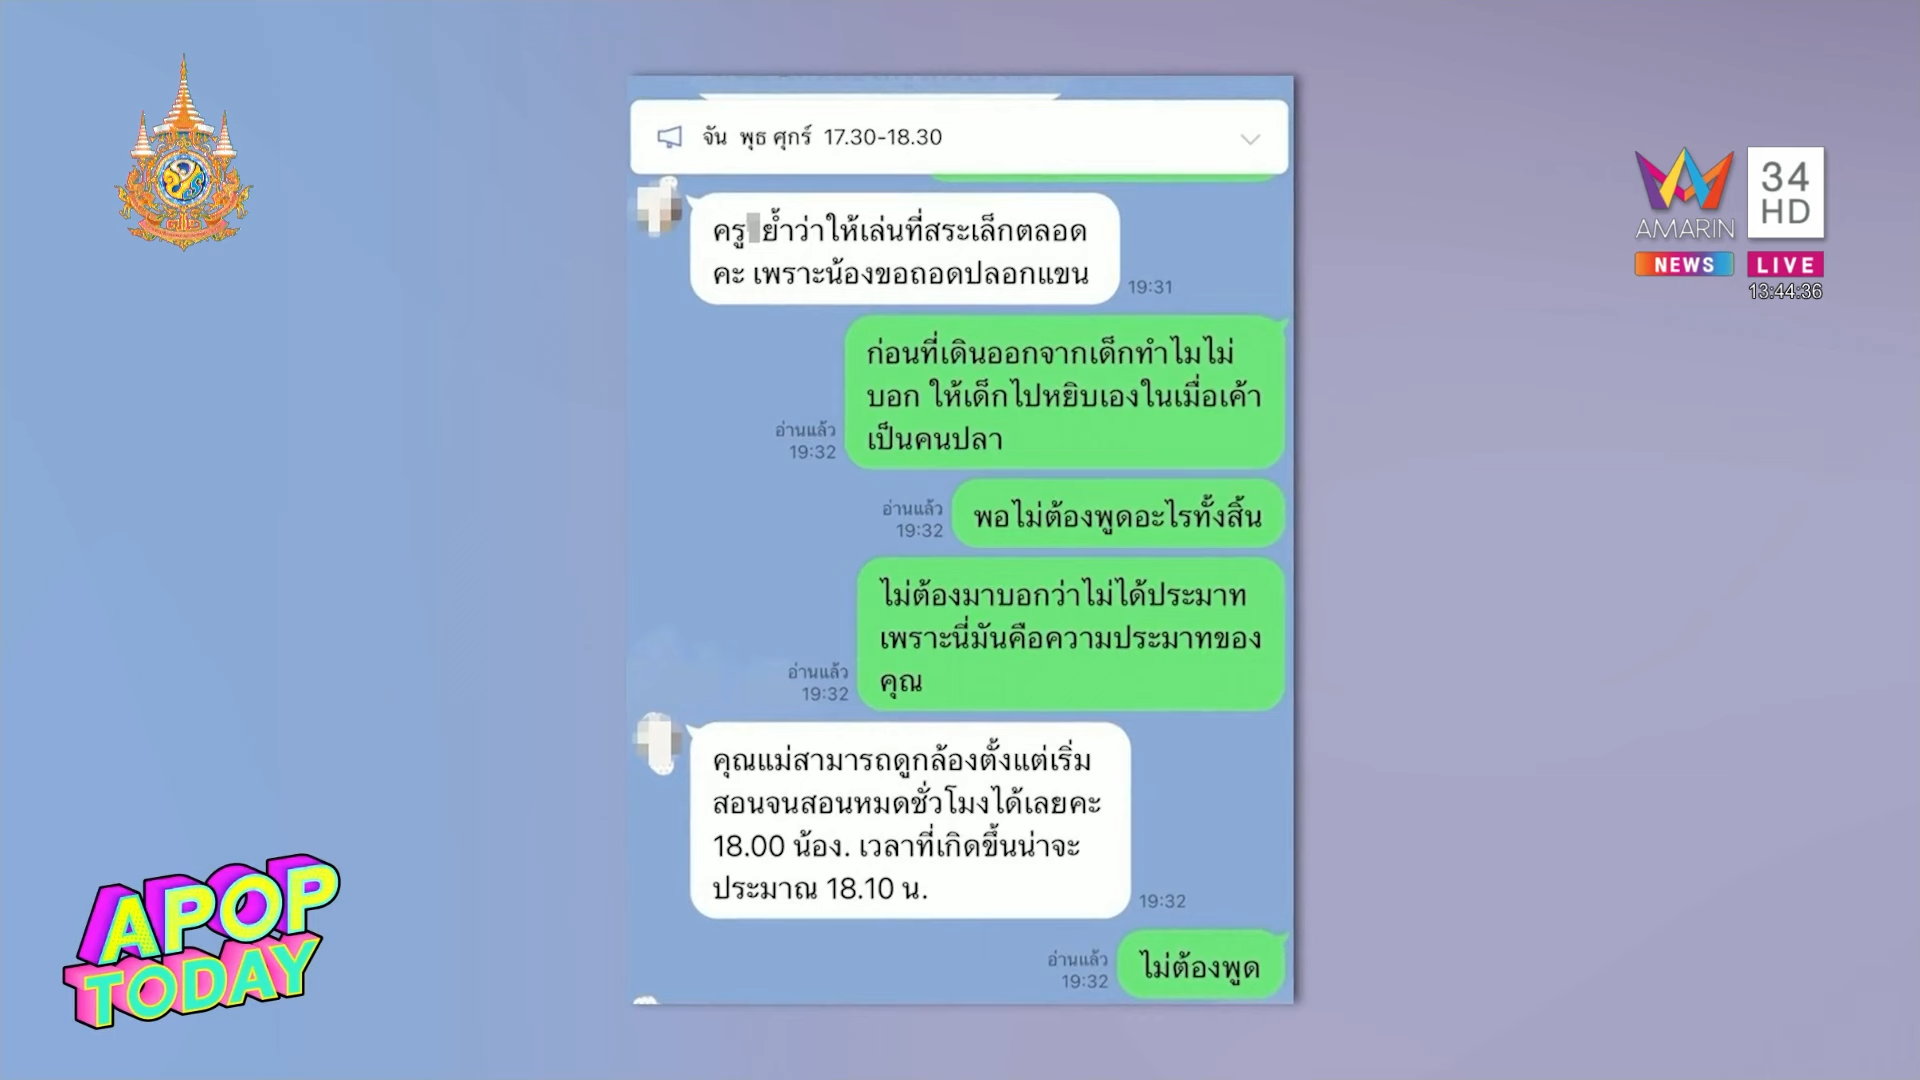 จัน พุธ ศุกร์ 17.30-18.30
ครู ย้ำว่าให้เล่นที่สระเล็กตลอด
คะ เพราะน้องขอถอดปลอกแขน
19:31
ก่อนที่เดินออกจากเด็กทำไมไม่
บอก ให้เด็กไปหยิบเองในเมื่อเค้า
เป็นคนปลา
อ่านแล้ว
19:32
พอไม่ต้องพูดอะไรทั้งสิ้น
อ่านแล้ว
19:32
ไม่ต้องมาบอกว่าไม่ได้ประมาท
เพราะนี่มันคือความประมาทของ
คุณ
อ่านแล้ว
19:32
คุณแม่สามารถดูกล้องตั้งแต่เริ่ม
สอนจนสอนหมดชั่วโมงได้เลยคะ
18.00 น้อง. เวลาที่เกิดขึ้นน่าจะ
ประมาณ 18.10 น.
19:32
ไม่ต้องพูด
อ่านแล้ว
19:32
AMARIN
34
HD
NEWS
LIVE
13:44:36
APOP
TODAY